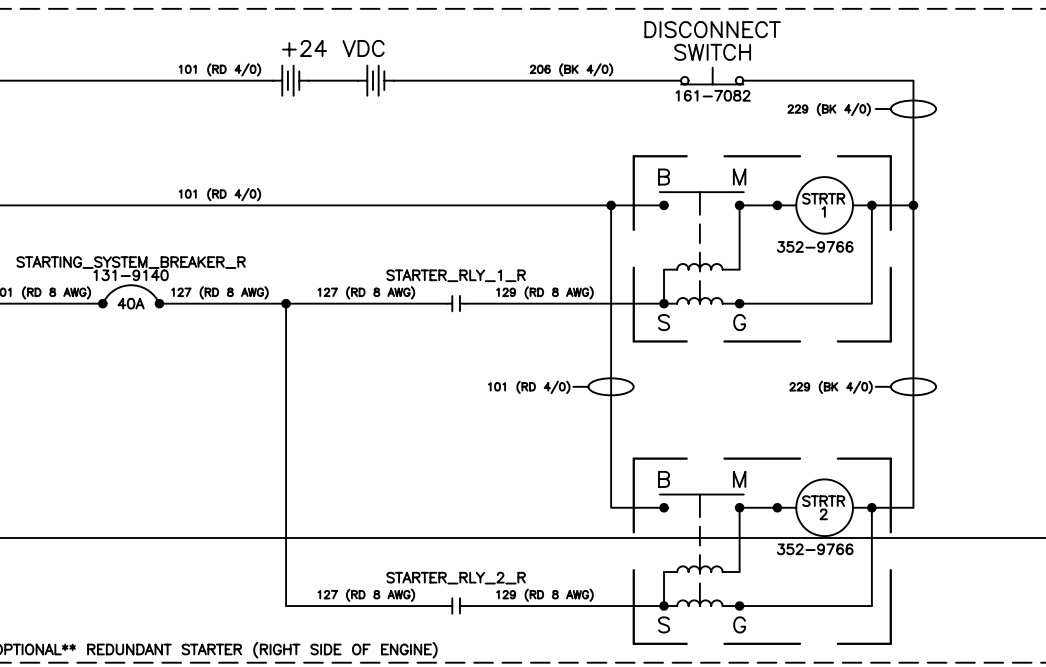 DISCONNECT
SWITCH
+24 VDC
101 (RD 4/0)
206 (BK 4/0)
161-7082
229 (BK 4/0)
101 (RD 4/0)
B M
STRTR
1
352-9766
STARTING_SYSTEM_BREAKER_R
131-9140
01 (RD 8 AWG)
40A
127 (RD 8 AWG)
STARTER_RLY_1_R
127 (RD 8 AWG)
129 (RD 8 AWG)
S G
101 (RD 4/0)
229 (BK 4/0)
B M
STRTR
2
352-9766
STARTER_RLY_2_R
127 (RD 8 AWG)
129 (RD 8 AWG)
S G
OPTIONAL** REDUNDANT STARTER (RIGHT SIDE OF ENGINE)